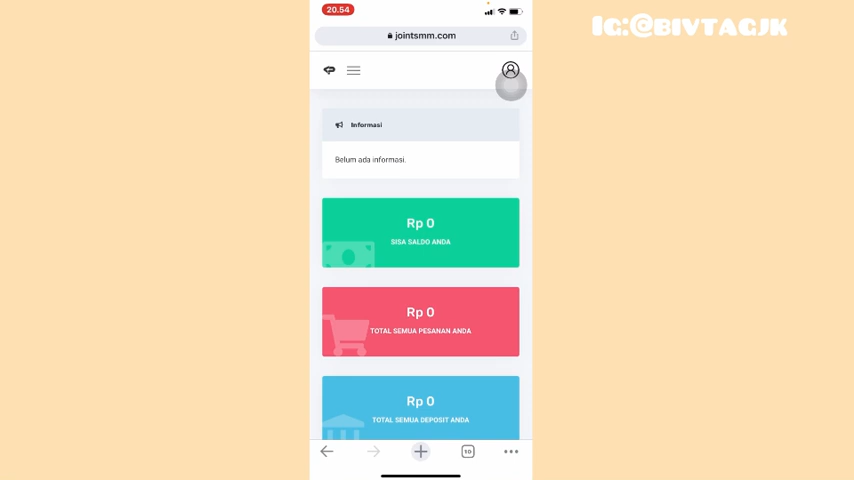 20.54
IG:@BIVTAGJK
jointsmm.com
Informasi
Belum ada informasi.
Rp 0
SISA SALDO ANDA
Rp 0
TOTAL SEMUA PESANAN ANDA
Rp 0
TOTAL SEMUA DEPOSIT ANDA
10